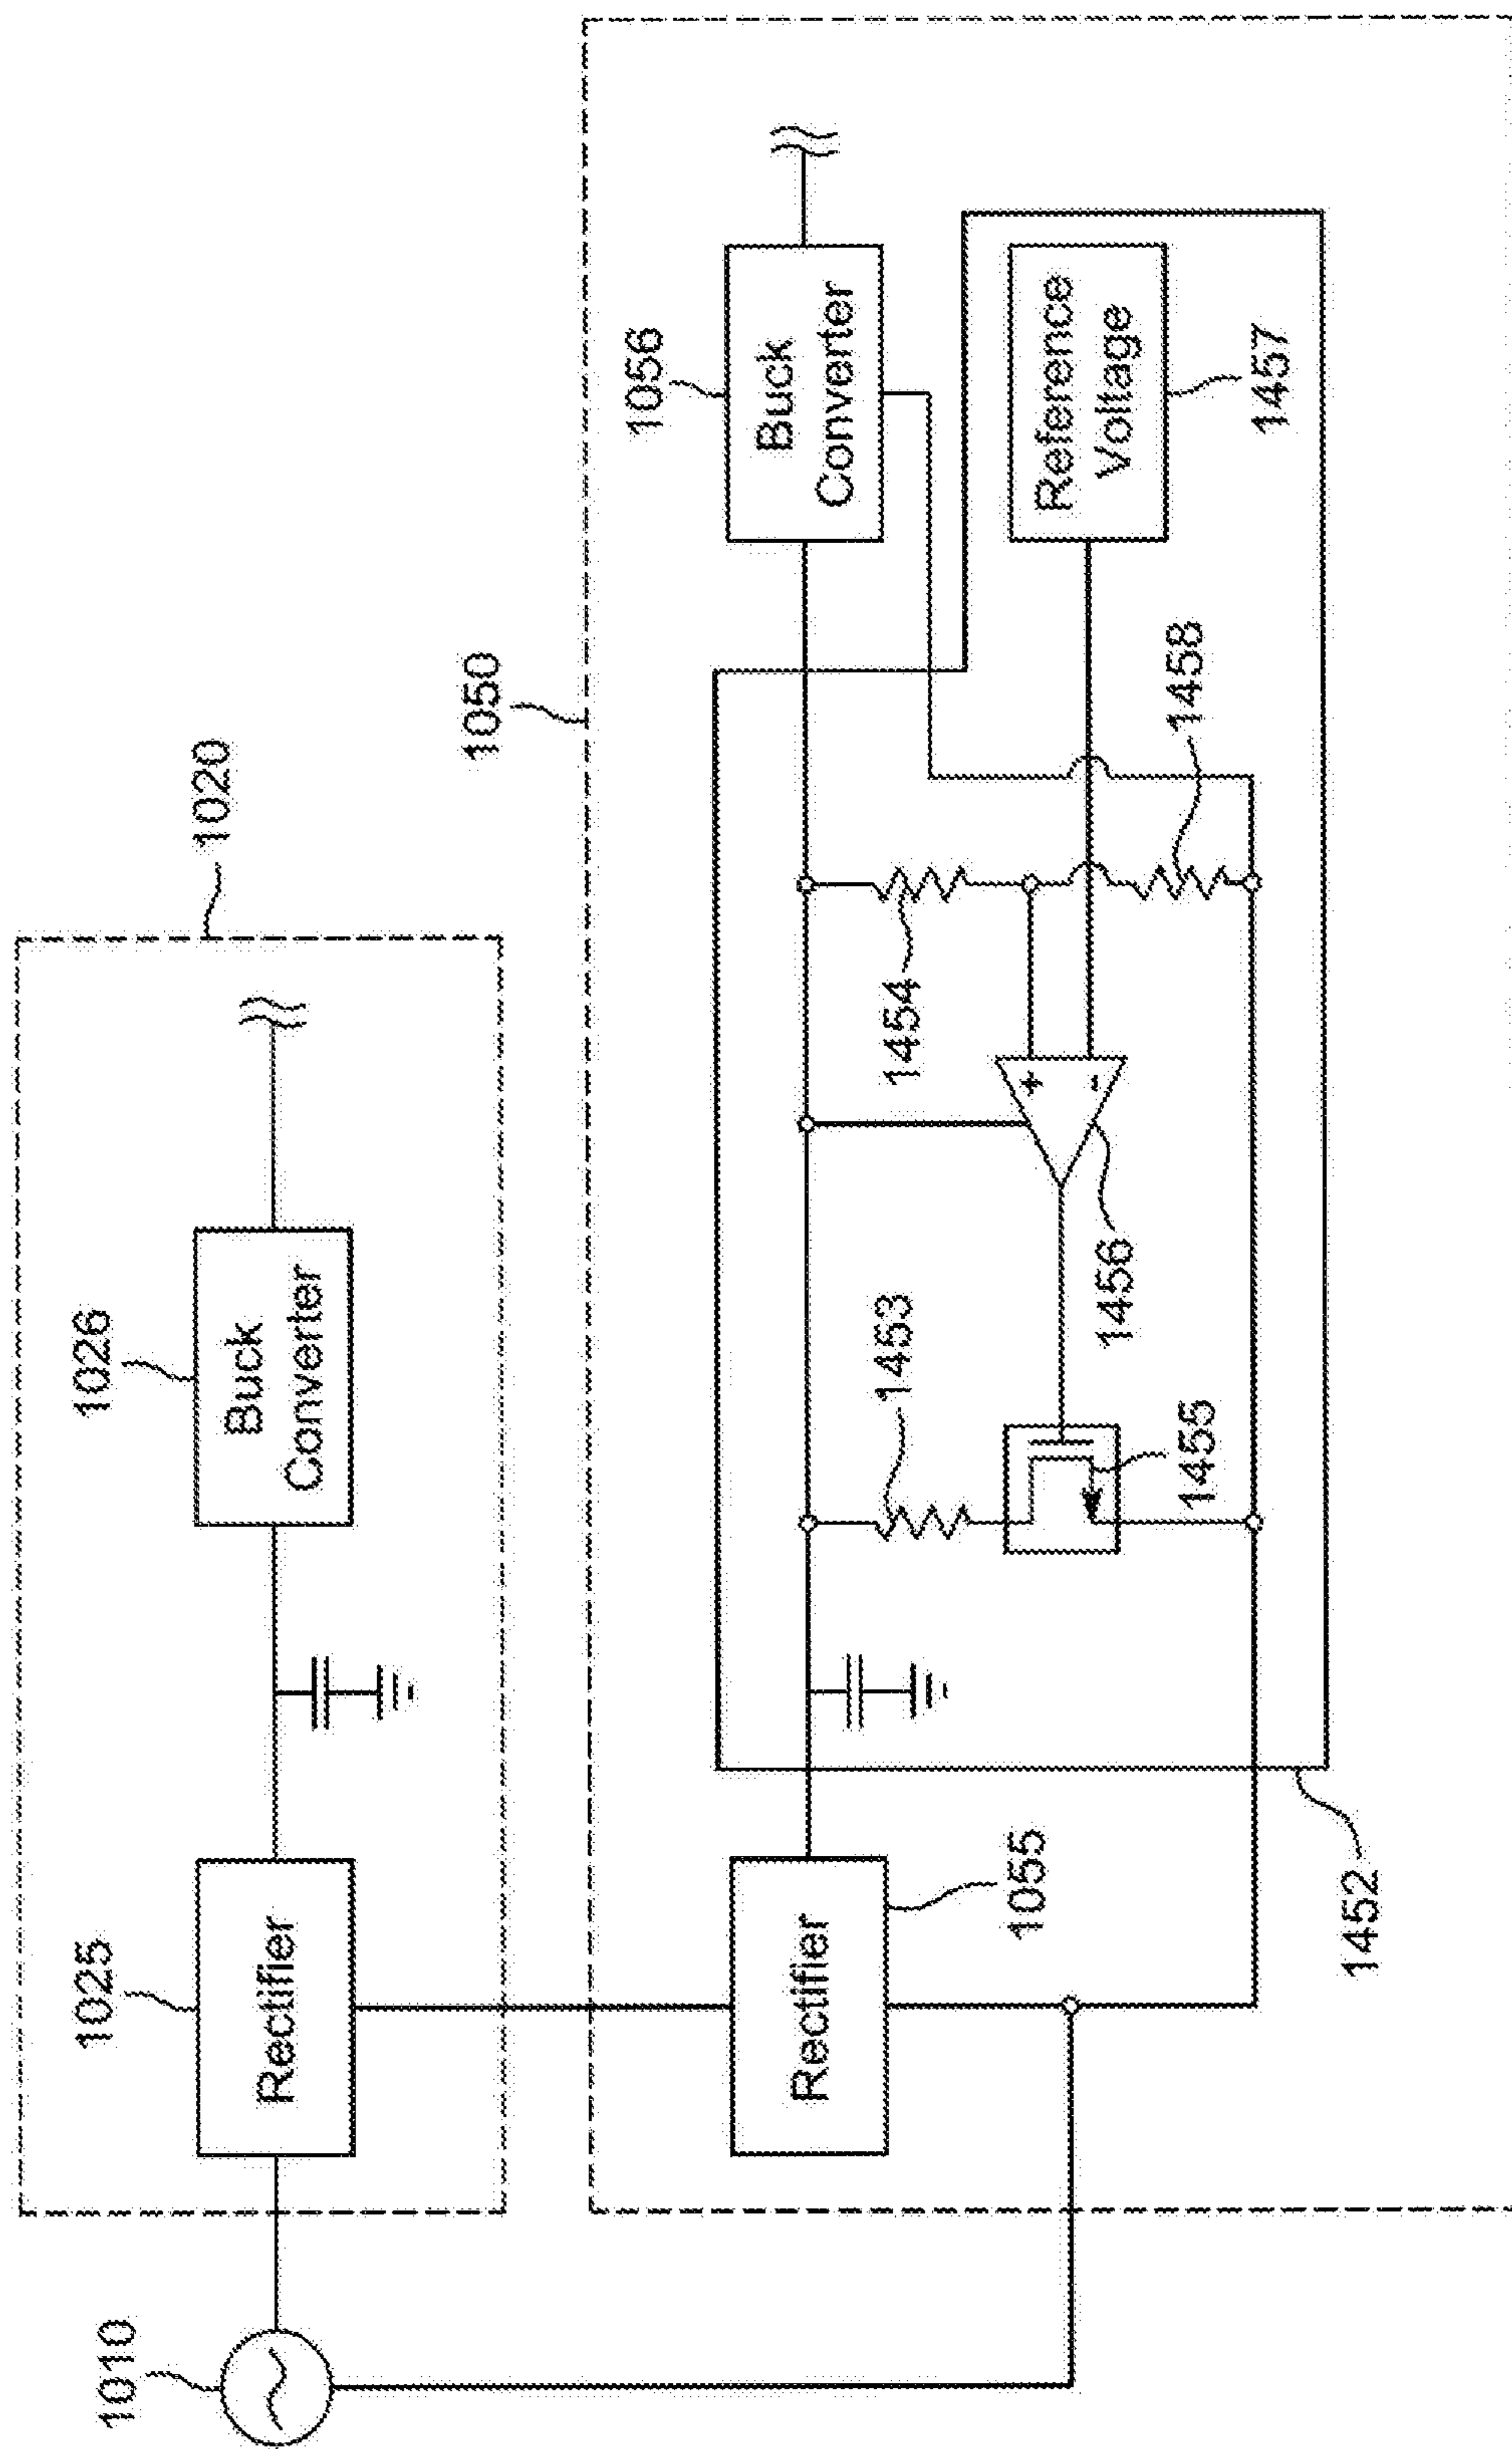 1010
1025
1026
1020
Rectifier
Buck
Converter
1050
1056
Rectifier
Buck
Converter
1453
1454
1055
+
-
Reference
Voltage
1456
1455
1458
1457
1452